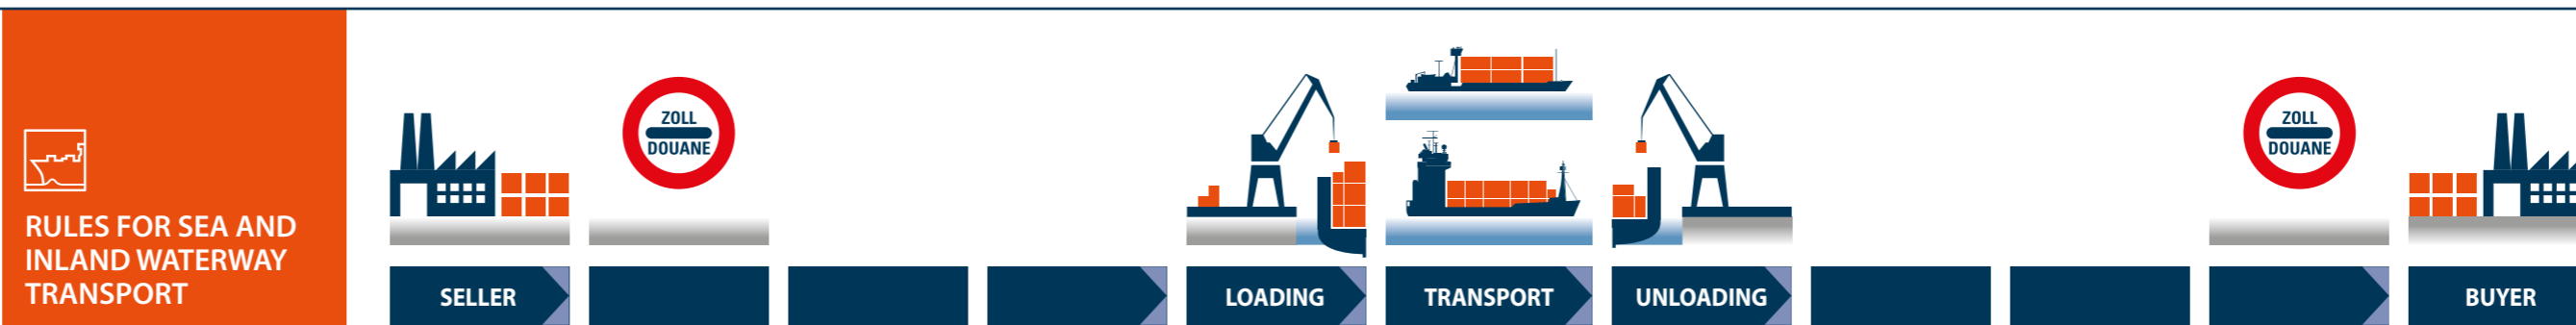 RULES FOR SEA AND
INLAND WATERWAY
TRANSPORT
ZOLL
DOUANE
ZOLL
DOUANE
SELLER
LOADING
TRANSPORT
UNLOADING
BUYER